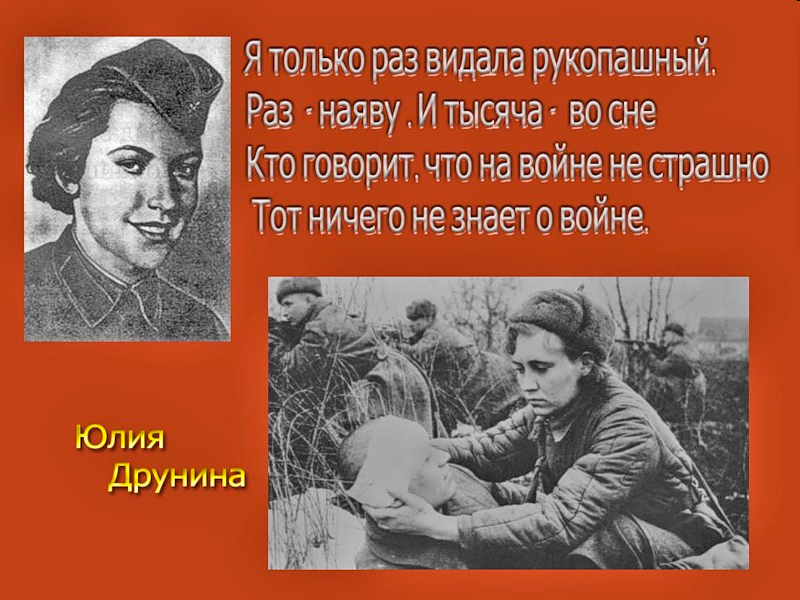 Я только раз видала рукопашный.
Раз - наяву . И тысяча - во сне
Кто говорит, что на войне не страшно
Тот ничего не знает о войне.
Юлия
Друнина